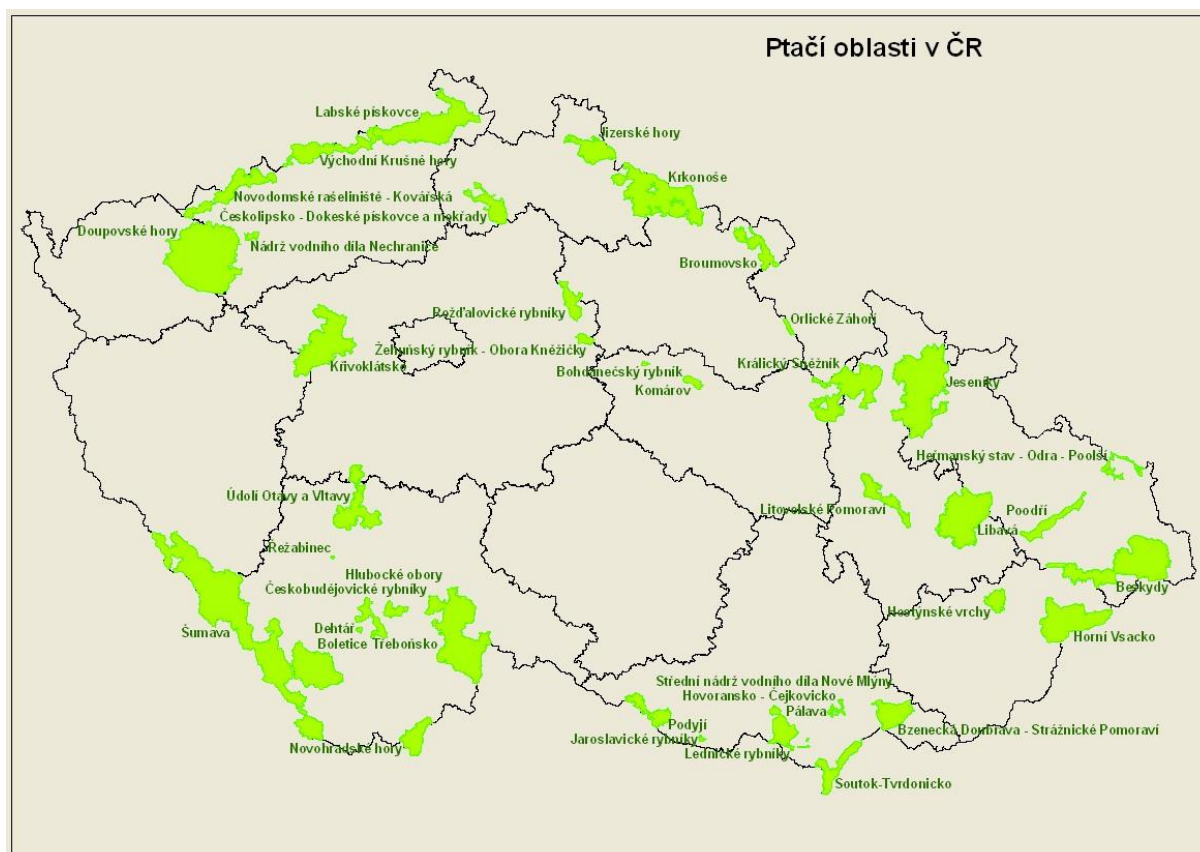 Ptačí oblasti v ČR
Labské pískovce
Jizerské hory
Východní Krušné hory
Krkonoše
Novodomské rašeliniště - Kovářská
Českolipsko - Dokeské pískovce a mokřady
Doupovské hory
Nádrž vodního díla Nechranice
Broumovsko
Rožďalovické rybníky
Orlické Záhoří
Žehuňský rybník - Obora Kněžičky
Křivoklátsko
Bohdanečský rybník
Králický Sněžník
Komárov
Jeseníky
Heřmanský stav - Odra - Poolší
Údolí Otavy a Vltavy
Litovelské Pomoraví
Poodří
Libavá
Řežabinec
Hlubocké obory
Českobudějovické rybníky
Beskydy
Hostýnské vrchy
Šumava
Dehtář
Boletice Třeboňsko
Horní Vsacko
Střední nádrž vodního díla Nové Mlýny
Hovoransko - Čejkovicko
Pálava
Podyjí
Bzenecká Doubrava - Strážnické Pomoraví
Jaroslavické rybníky
Novohradské hory
Lednické rybníky
Soutok-Tvrdonicko